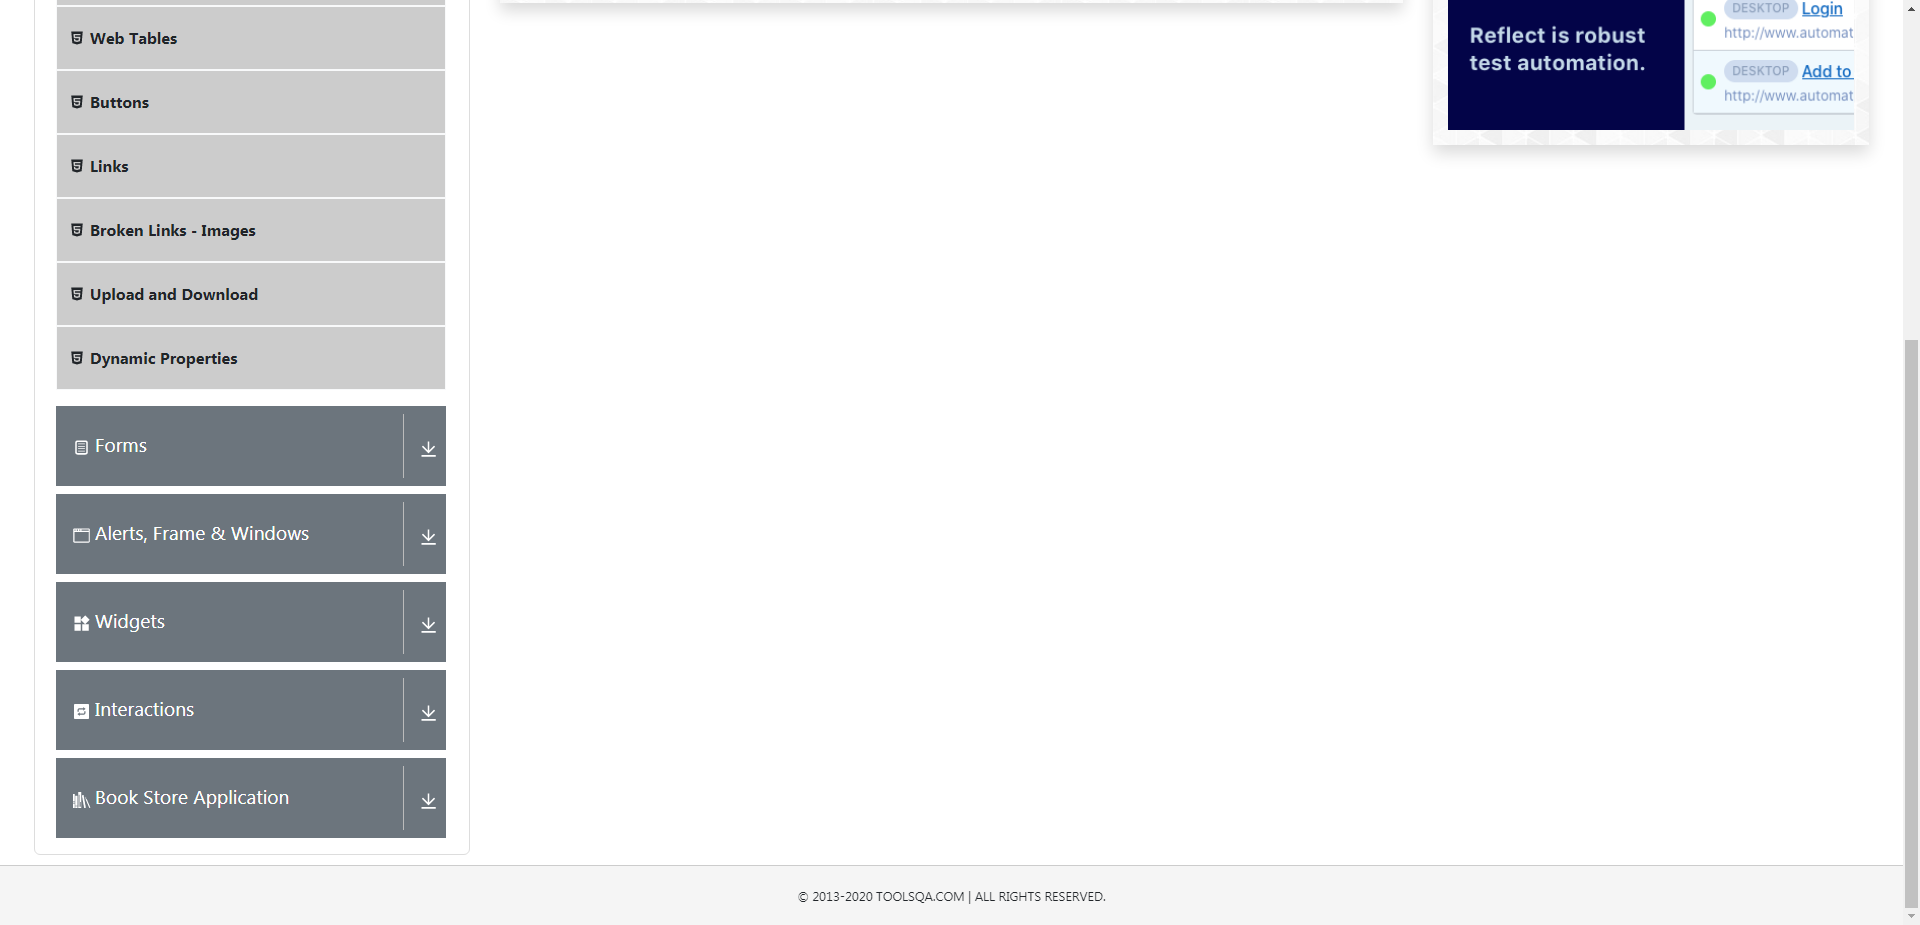 Web Tables
Buttons
Links
Broken Links - Images
Upload and Download
Dynamic Properties
Forms
Alerts, Frame & Windows
Widgets
Interactions
Book Store Application
Reflect is robust
test automation.
DESKTOP Login
http://www.automat
DESKTOP Add to
http://www.automat
© 2013-2020 TOOLSQA.COM | ALL RIGHTS RESERVED.